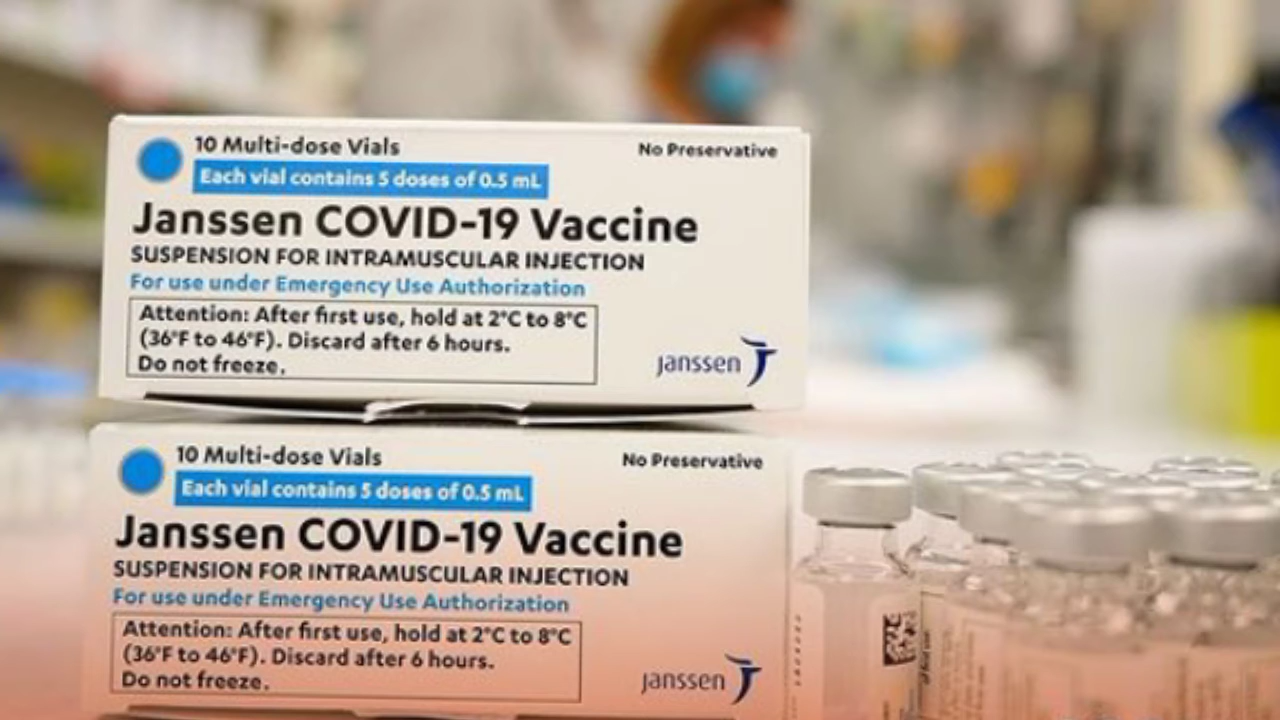 10 Multi-dose Vials
No Preservative
Each vial contains 5 doses of 0.5 mL
Janssen COVID-19 Vaccine
SUSPENSION FOR INTRAMUSCULAR INJECTION
For use under Emergency Use Authorization
Attention: After first use, hold at 2°C to 8°C
(36°F to 46°F). Discard after 6 hours.
Do not freeze.
janssen
10 Multi-dose Vials
No Preservative
Each vial contains 5 doses of 0.5 mL
Janssen COVID-19 Vaccine
SUSPENSION FOR INTRAMUSCULAR INJECTION
For use under Emergency Use Authorization
Attention: After first use, hold at 2°C to 8°C
(36°F to 46°F). Discard after 6 hours.
Do not freeze.
janssen